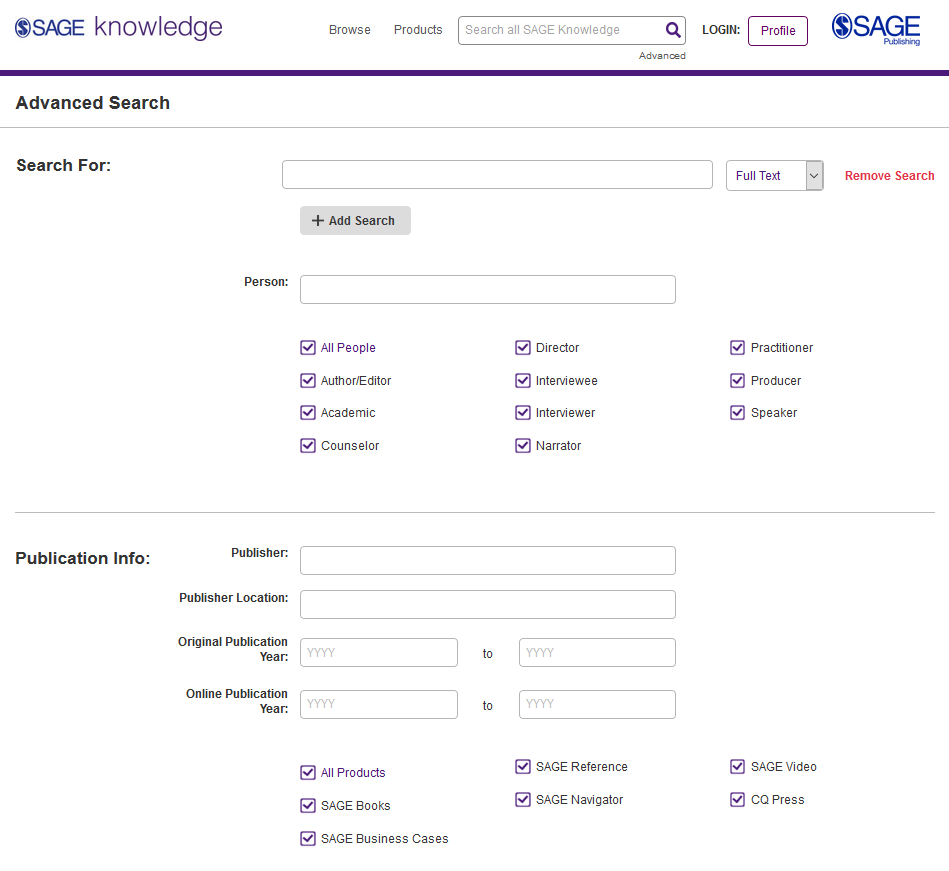 SAGE knowledge
Browse Products Search all SAGE Knowledge LOGIN: Profile SAGE
Publishing
Advanced
Advanced Search
Search For: Full Text Remove Search
+ Add Search
Person:
All People Director Practitioner
Author/Editor Interviewee Producer
Academic Interviewer Speaker
Counselor Narrator
Publication Info: Publisher:
Publisher Location:
Original Publication
Year: YYYY to YYYY
Online Publication
Year: YYYY to YYYY
All Products SAGE Reference SAGE Video
SAGE Books SAGE Navigator CQ Press
SAGE Business Cases